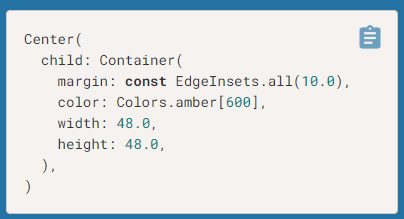 Center(
  child: Container(
    margin: const EdgeInsets.all(10.0),
    color: Colors.amber[600],
    width: 48.0,
    height: 48.0,
  ),
)